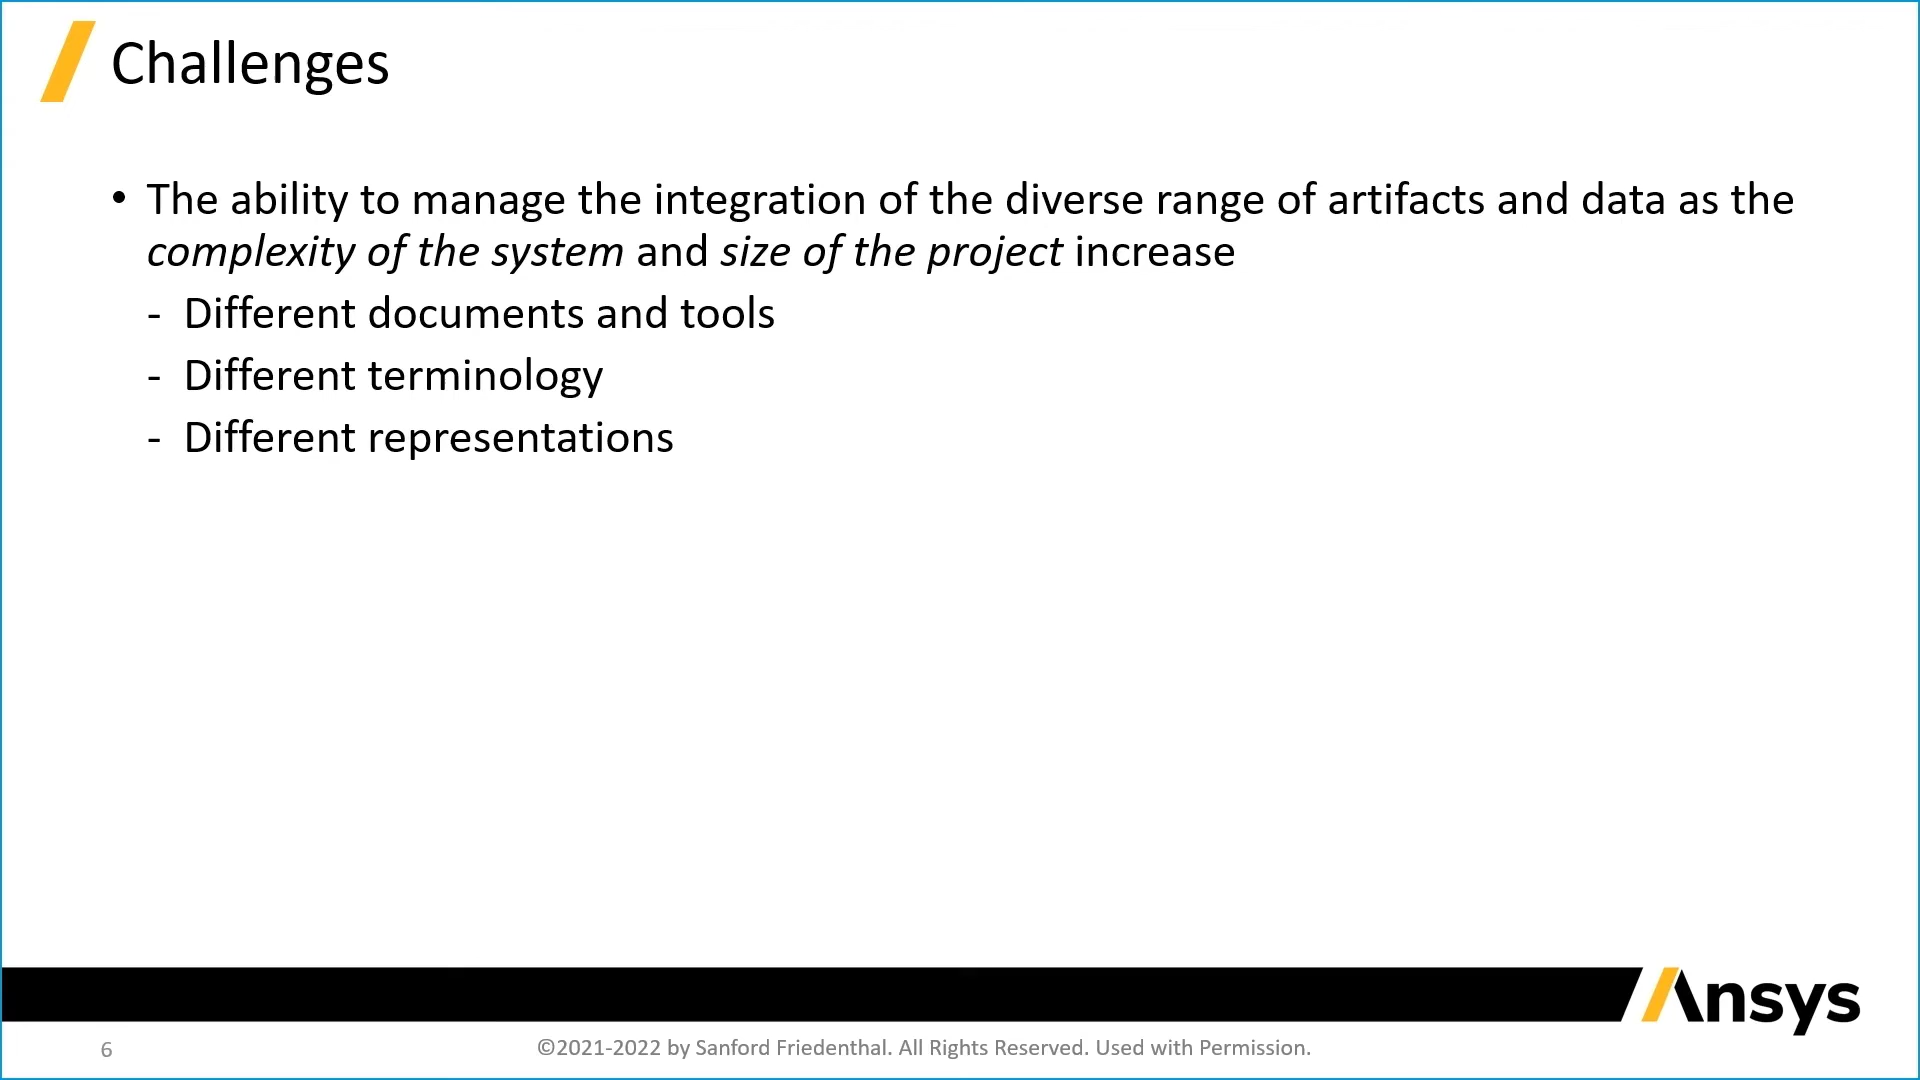 Challenges
• The ability to manage the integration of the diverse range of artifacts and data as the
complexity of the system and size of the project increase
- Different documents and tools
- Different terminology
- Different representations
Ansys
6
©2021-2022 by Sanford Friedenthal. All Rights Reserved. Used with Permission.